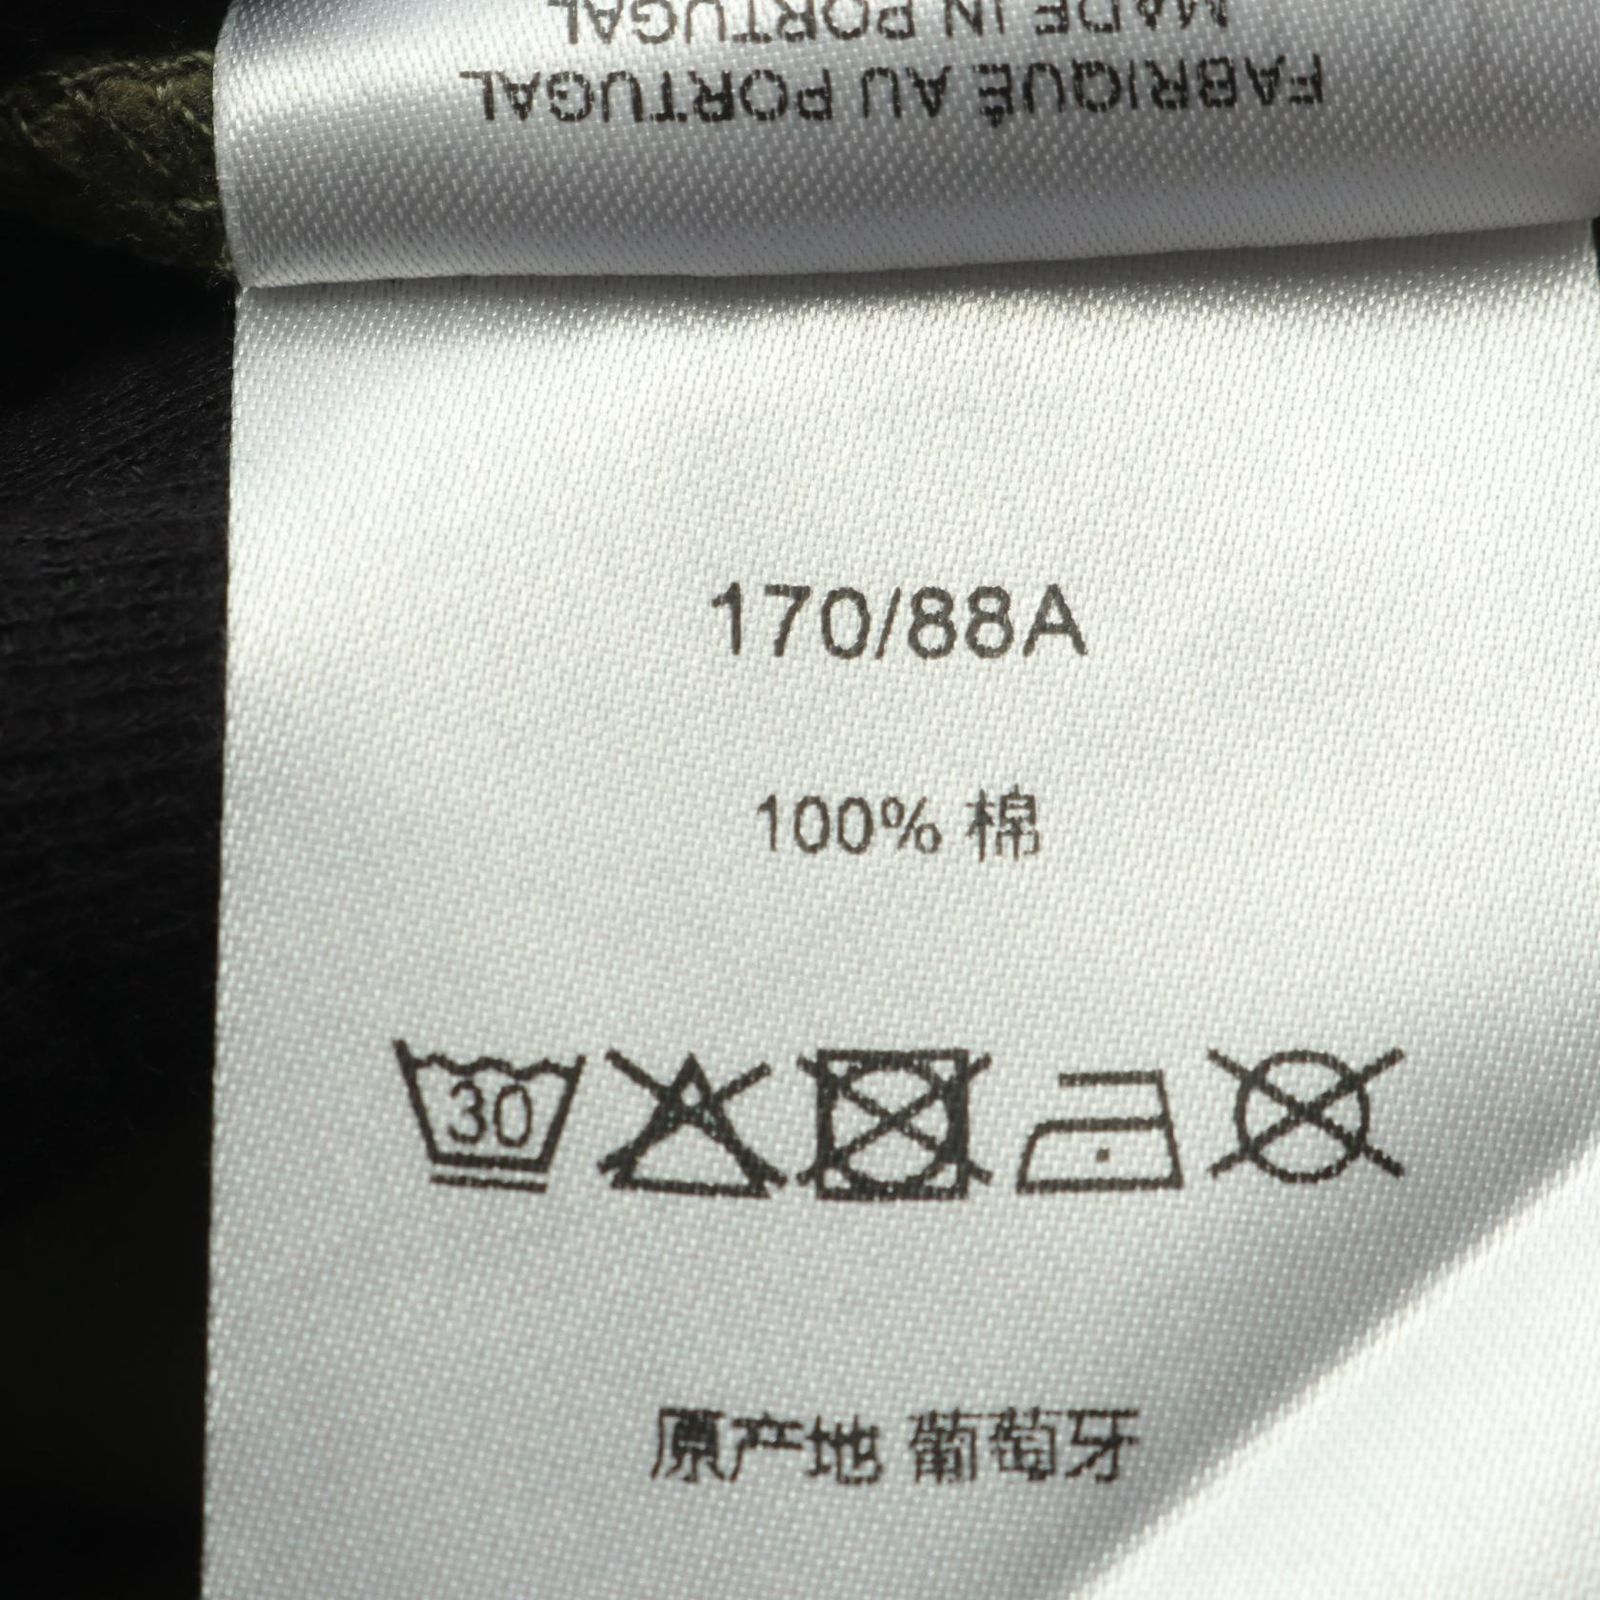 MADE IN PORTUGAL
FABRIQUÉ AU PORTUGAL
170/88A
100% 棉
30
原产地 葡萄牙